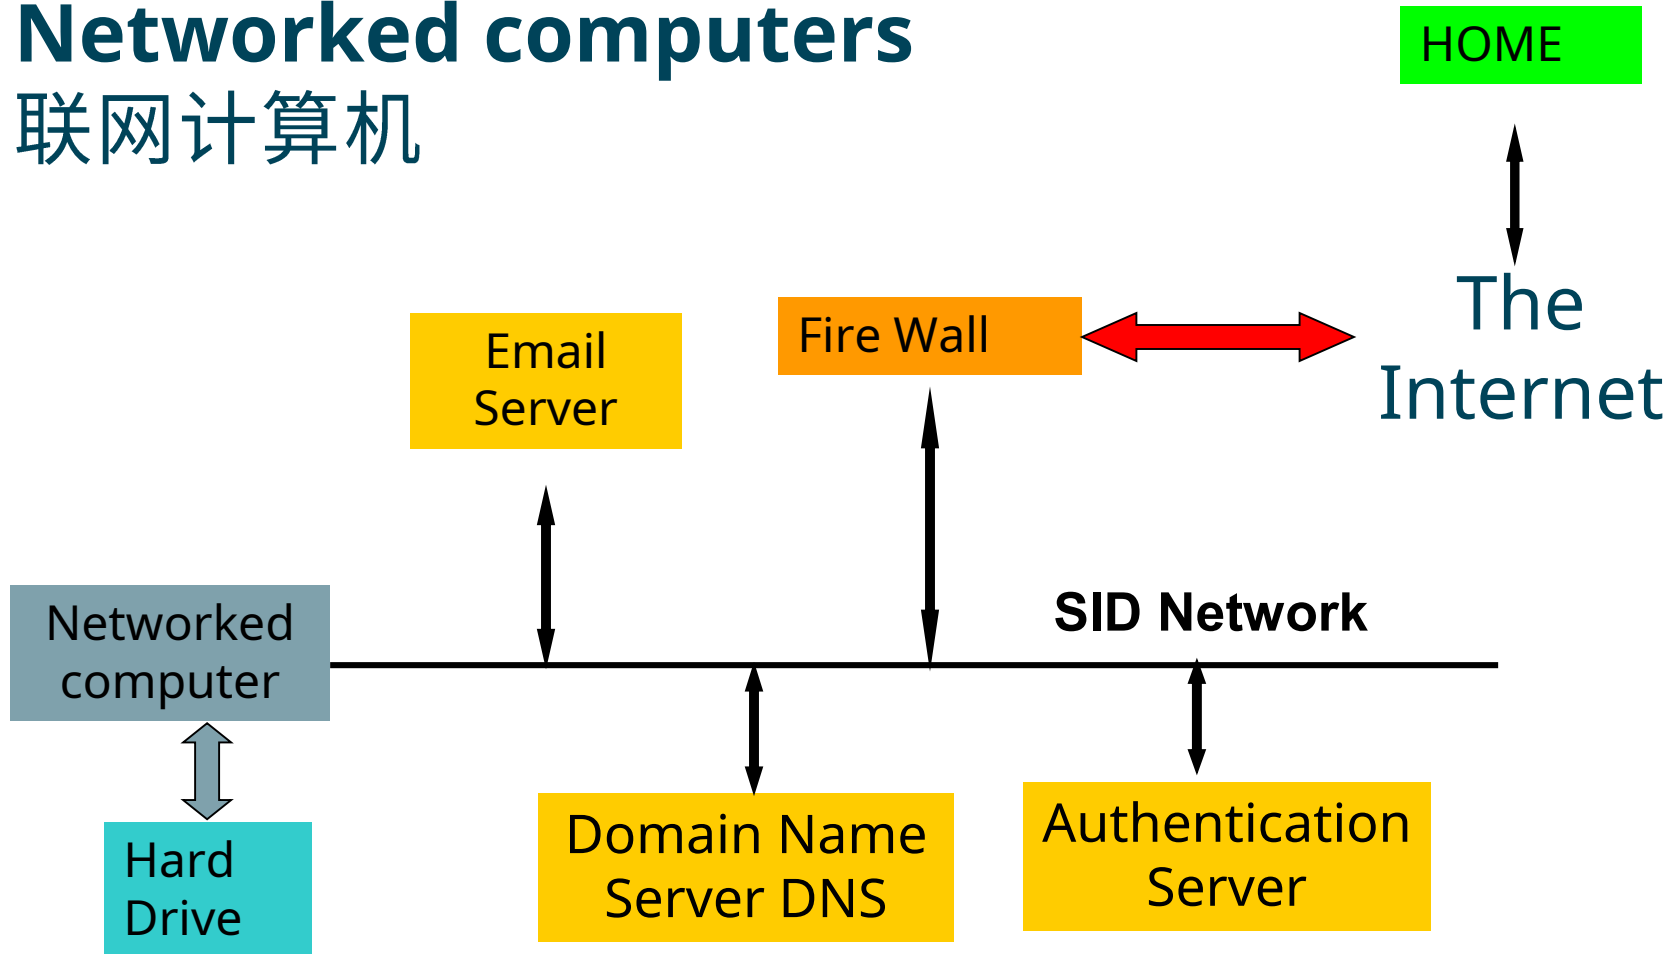 Networked computers
联网计算机
HOME
The
Internet
Fire Wall
Email
Server
SID Network
Networked
computer
Hard
Drive
Domain Name
Server DNS
Authentication
Server